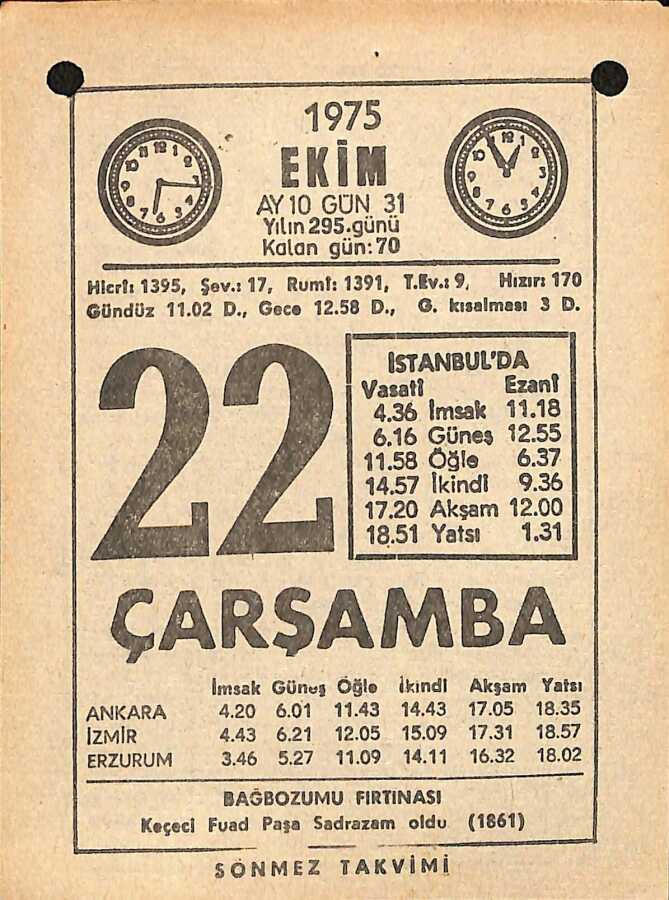 1975
EKİM
AY 10 GÜN 31
Yılın 295.günü
Kalan gün: 70
Hicrî: 1395, Şev.: 17, Rumî: 1391, T.Ev.: 9, Hızır: 170
Gündüz 11.02 D., Gece 12.58 D., G. kısalması 3 D.
22
İSTANBUL'DA
Vasatî Ezanî
4.36 İmsak 11.18
6.16 Güneş 12.55
11.58 Öğle 6.37
14.57 İkindi 9.36
17.20 Akşam 12.00
18.51 Yatsı 1.31
ÇARŞAMBA
İmsak Güneş Öğle İkindi Akşam Yatsı
ANKARA 4.20 6.01 11.43 14.43 17.05 18.35
İZMİR 4.43 6.21 12.05 15.09 17.31 18.57
ERZURUM 3.46 5.27 11.09 14.11 16.32 18.02
BAĞBOZUMU FIRTINASI
Keçeci Fuad Paşa Sadrazam oldu (1861)
SÖNMEZ TAKVİMİ